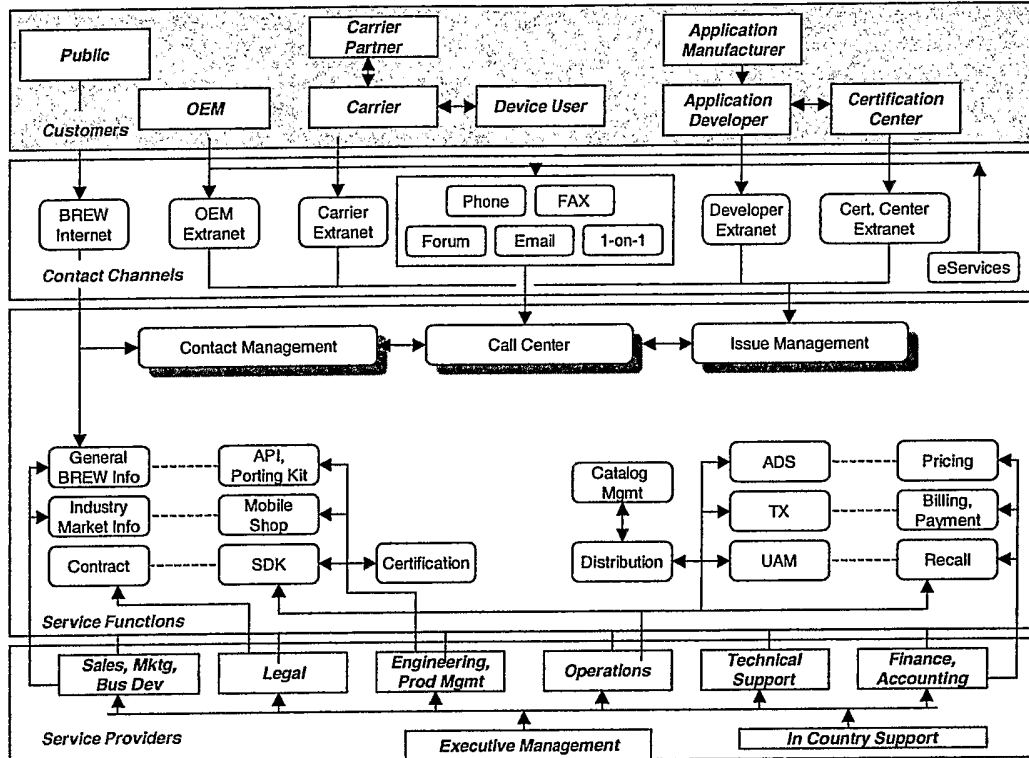 Public
OEM
Carrier
Partner
Carrier
Device User
Application
Manufacturer
Application
Developer
Certification
Center
Customers
BREW
Internet
OEM
Extranet
Carrier
Extranet
Phone
FAX
Forum
Email
1-on-1
Developer
Extranet
Cert. Center
Extranet
eServices
Contact Channels
Contact Management
Call Center
Issue Management
General
BREW Info
API,
Porting Kit
Catalog
Mgmt
ADS
Pricing
Industry
Market Info
Mobile
Shop
TX
Billing,
Payment
Contract
SDK
Certification
Distribution
UAM
Recall
Service Functions
Sales, Mktg,
Bus Dev
Legal
Engineering,
Prod Mgmt
Operations
Technical
Support
Finance,
Accounting
Service Providers
Executive Management
In Country Support